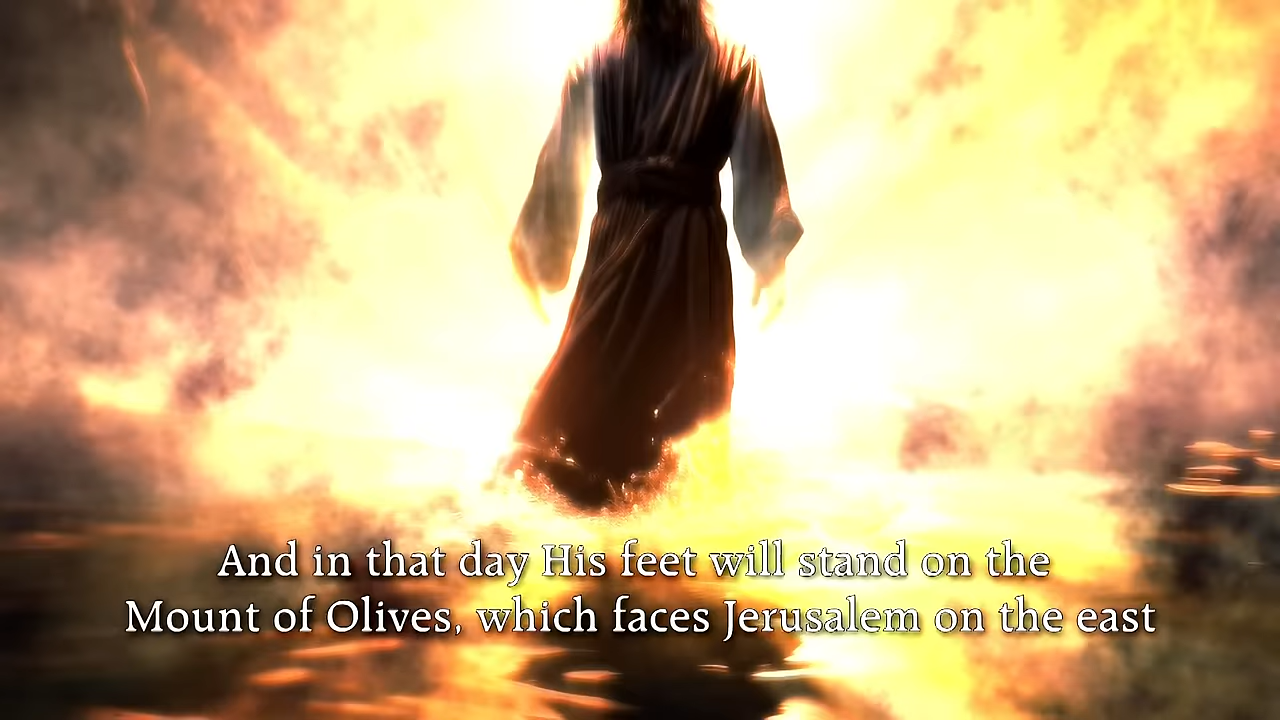 And in that day His feet will stand on the
Mount of Olives, which faces Jerusalem on the east